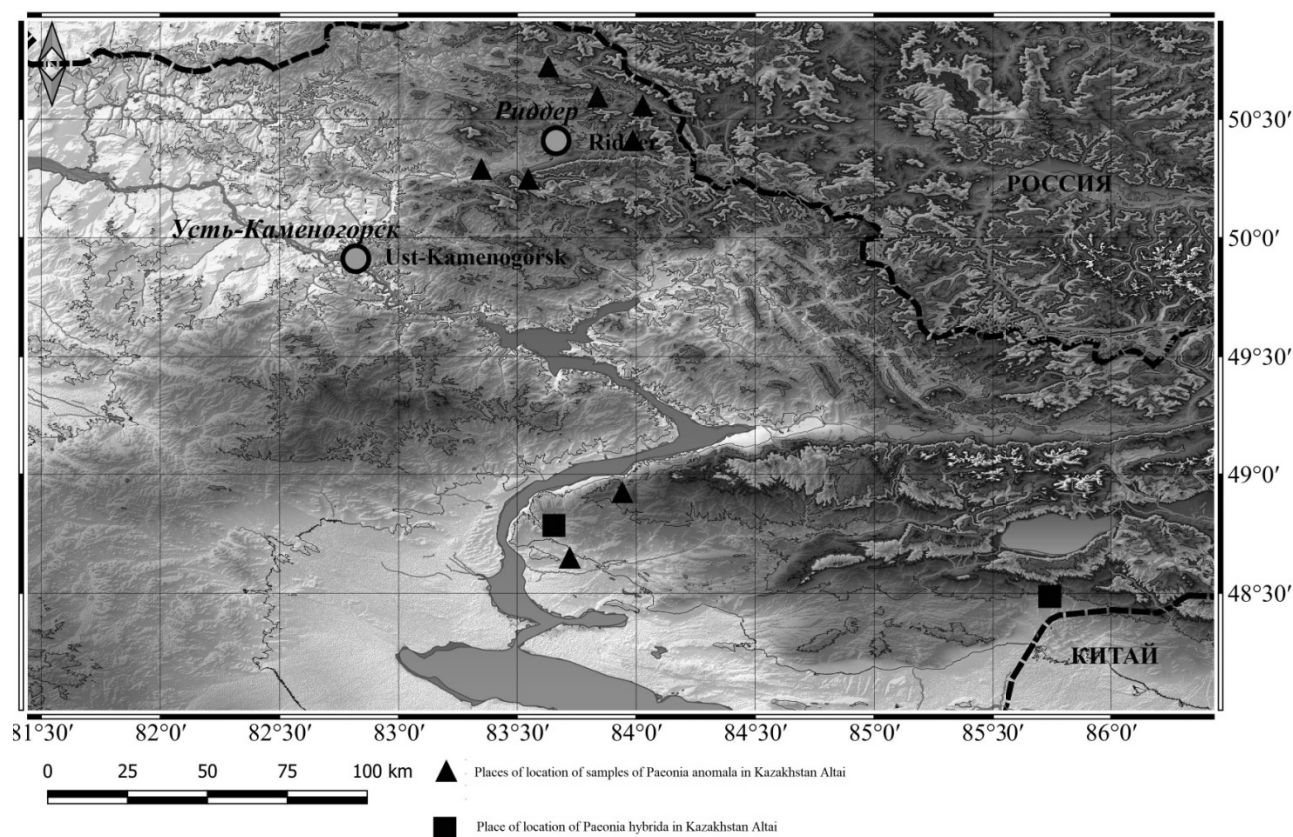 Риддер
Ridder
50°30′
РОССИЯ
Усть-Каменогорск
Ust-Kamenogorsk
50°0′
49°30′
49°0′
48°30′
КИТАЙ
81°30′ 82°0′ 82°30′ 83°0′ 83°30′ 84°0′ 84°30′ 85°0′ 85°30′ 86°0′
0 25 50 75 100 km
Places of location of samples of Paeonia anomala in Kazakhstan Altai
Place of location of Paeonia hybrida in Kazakhstan Altai